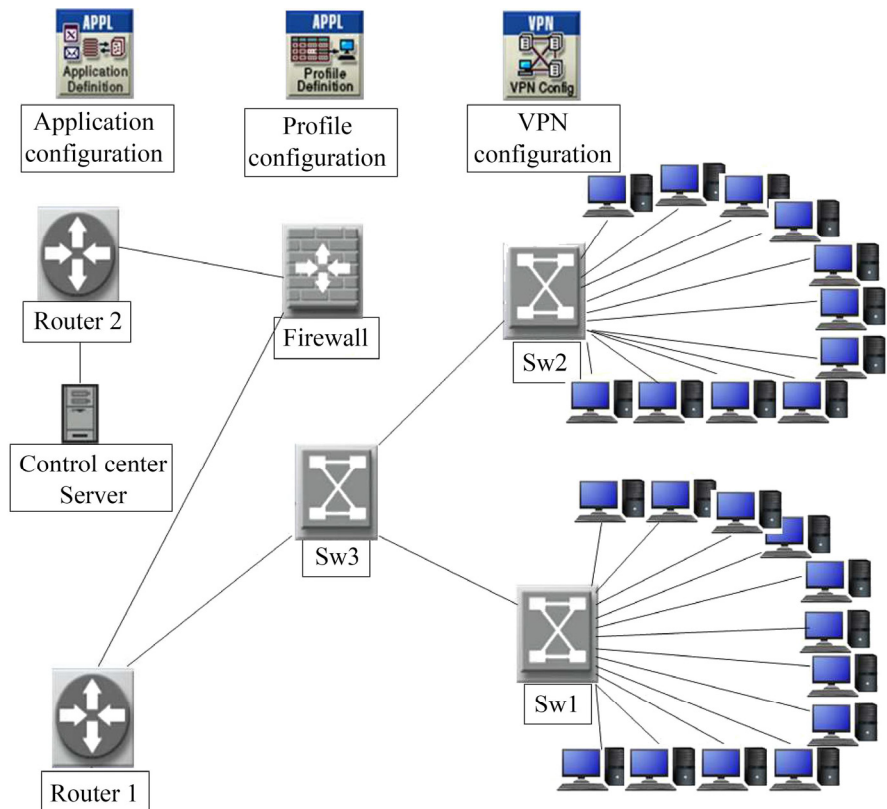 APPL
Application
Definition
Application
configuration
APPL
Profile
Definition
Profile
configuration
VPN
VPN Config
VPN
configuration
Router 2
Firewall
Sw2
Control center
Server
Sw3
Sw1
Router 1